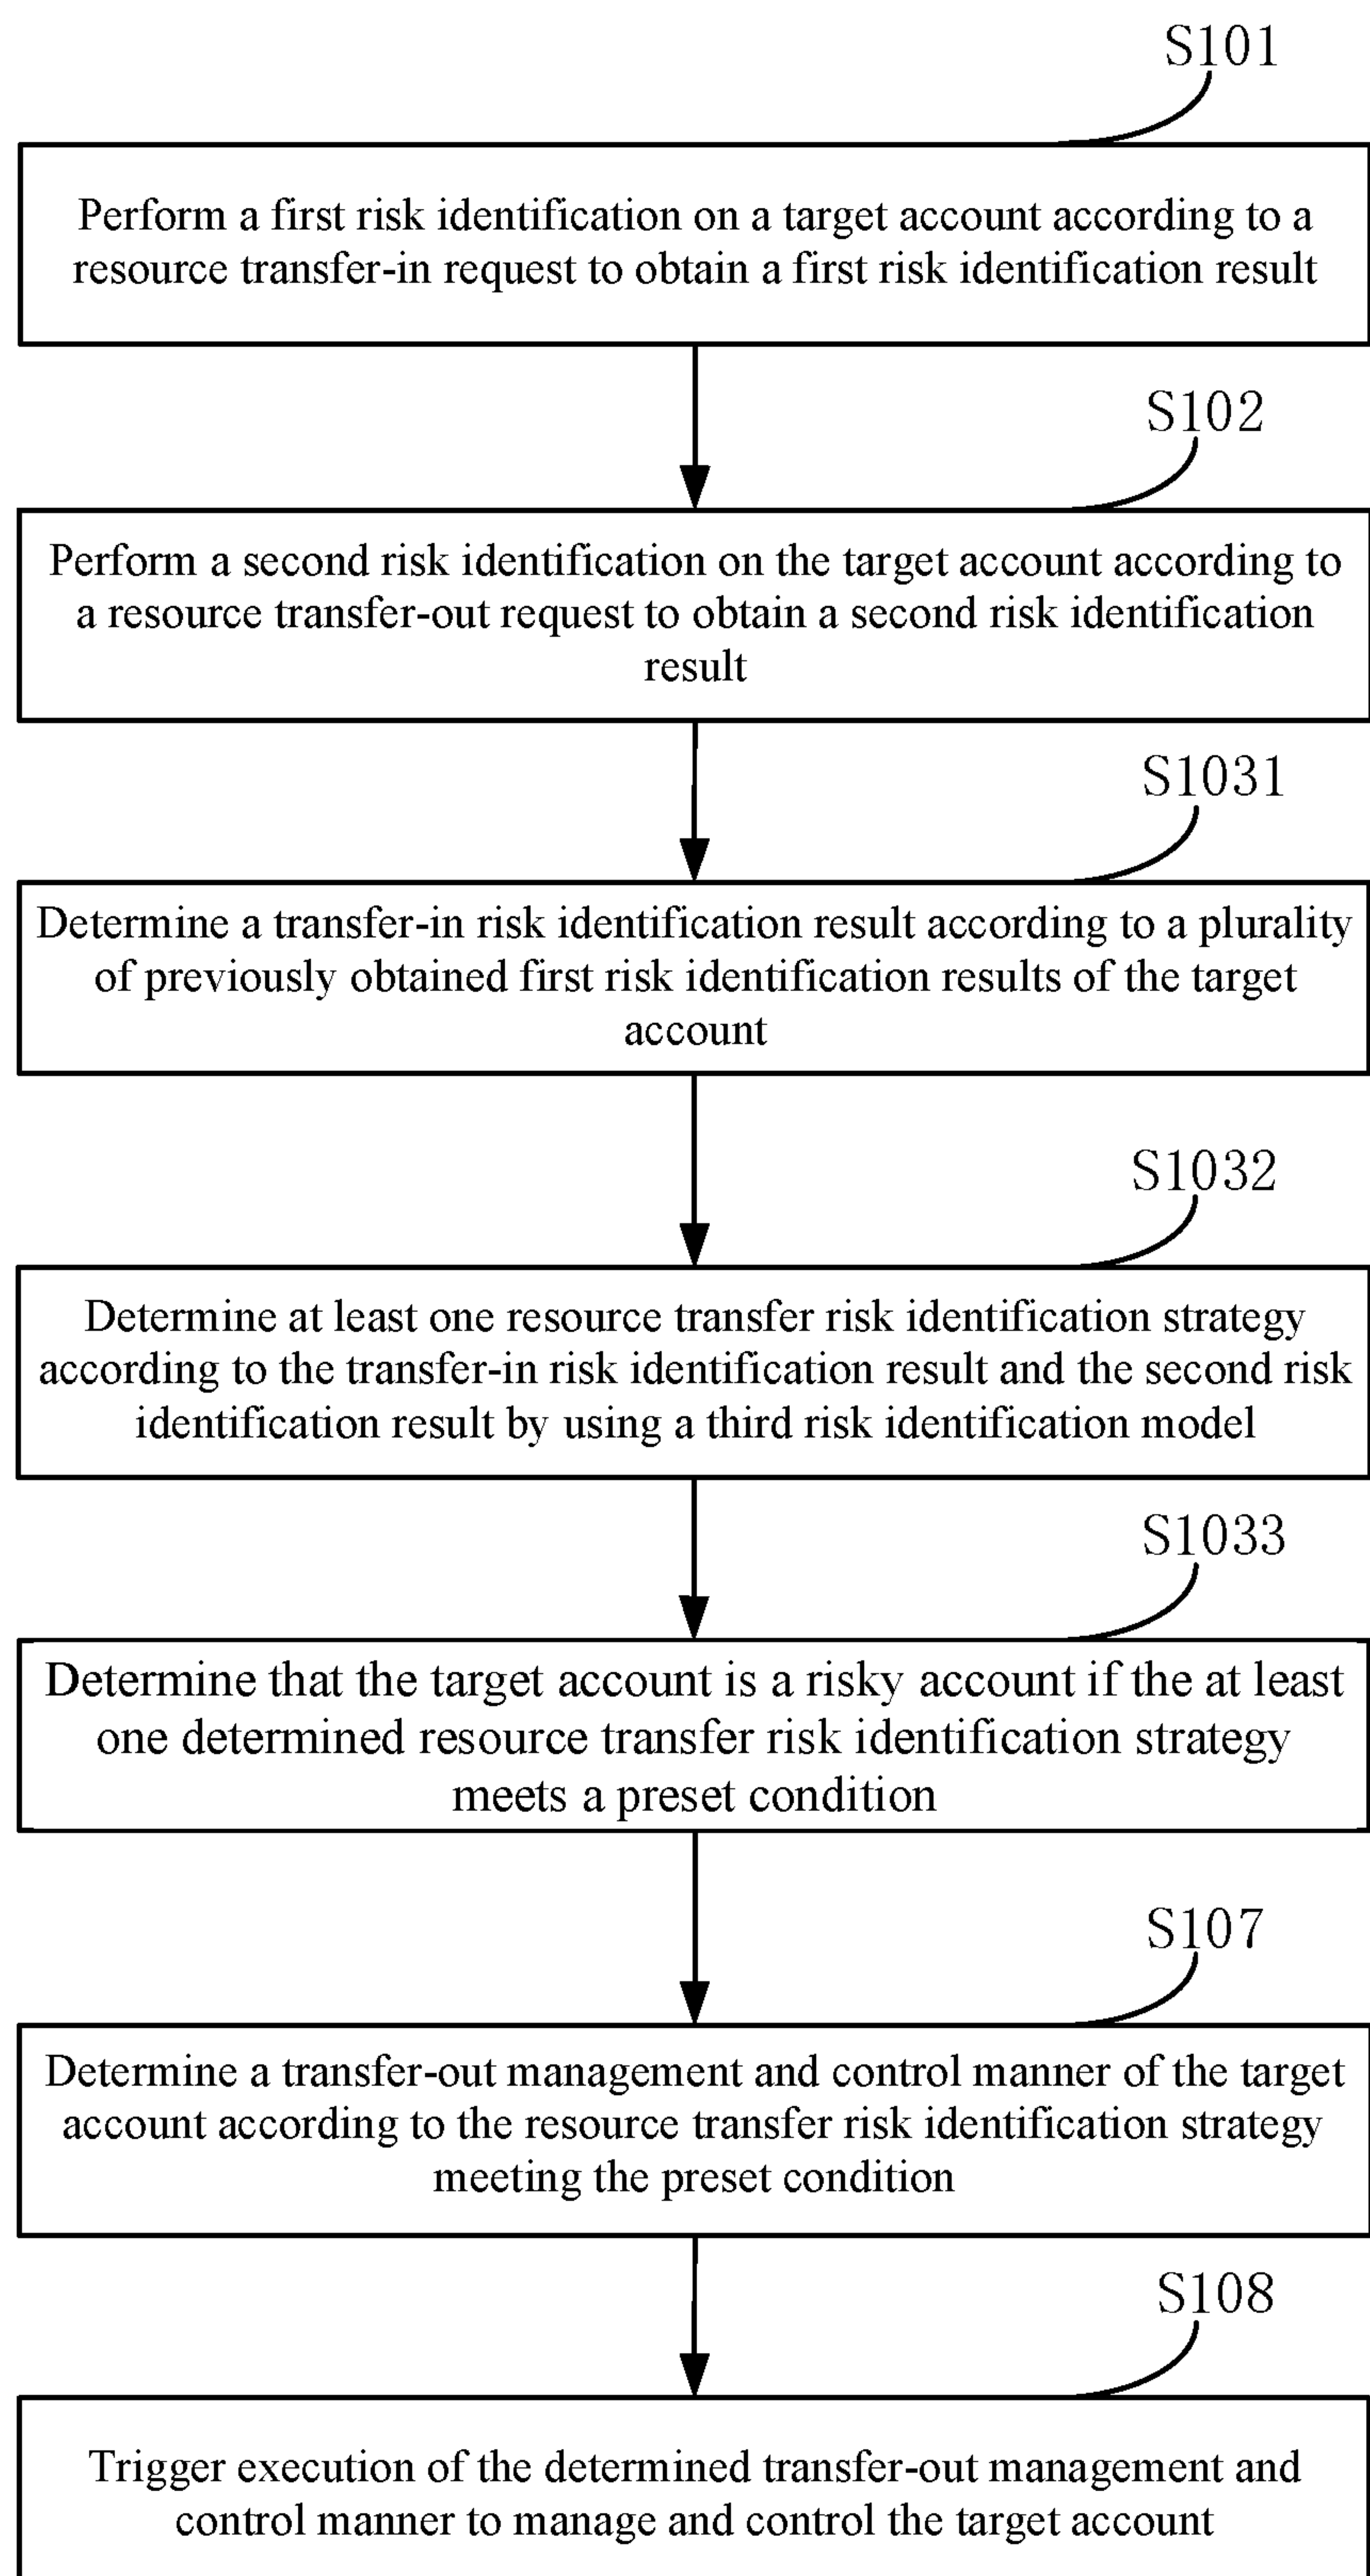 S101
Perform a first risk identification on a target account according to a
resource transfer-in request to obtain a first risk identification result
S102
Perform a second risk identification on the target account according to
a resource transfer-out request to obtain a second risk identification
result
S1031
Determine a transfer-in risk identification result according to a plurality
of previously obtained first risk identification results of the target
account
S1032
Determine at least one resource transfer risk identification strategy
according to the transfer-in risk identification result and the second risk
identification result by using a third risk identification model
S1033
Determine that the target account is a risky account if the at least
one determined resource transfer risk identification strategy
meets a preset condition
S107
Determine a transfer-out management and control manner of the target
account according to the resource transfer risk identification strategy
meeting the preset condition
S108
Trigger execution of the determined transfer-out management and
control manner to manage and control the target account